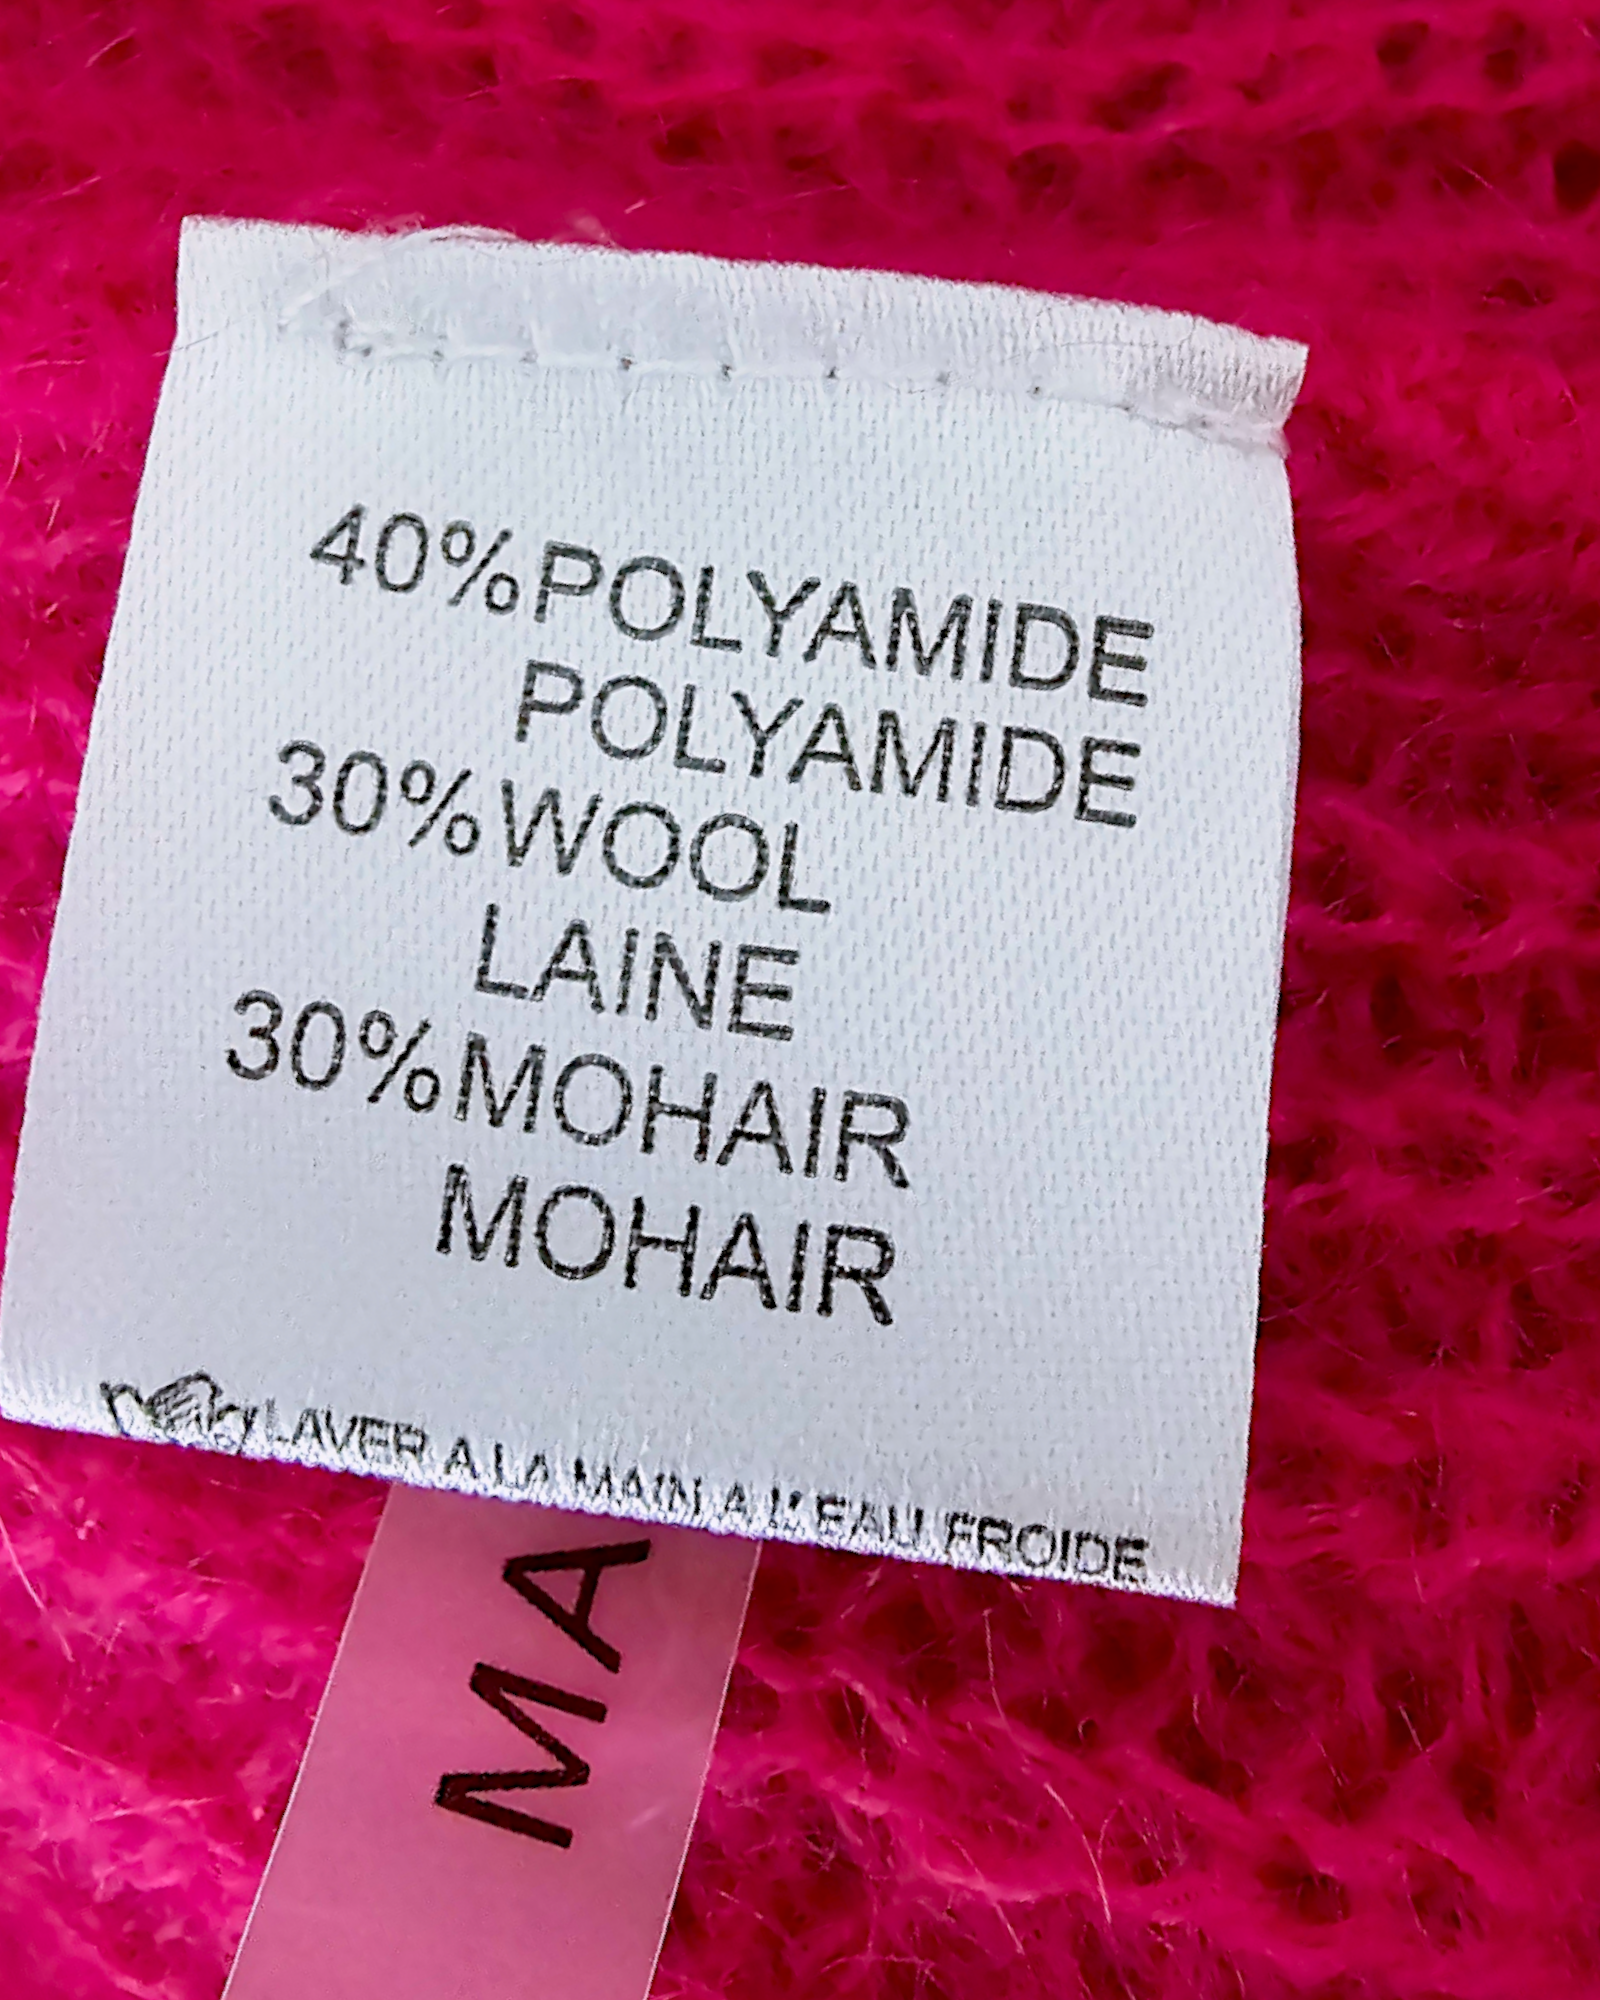 40%POLYAMIDE
POLYAMIDE
30%WOOL
LAINE
30%MOHAIR
MOHAIR
LAVER A LA MAIN A L'EAU FROIDE
MA